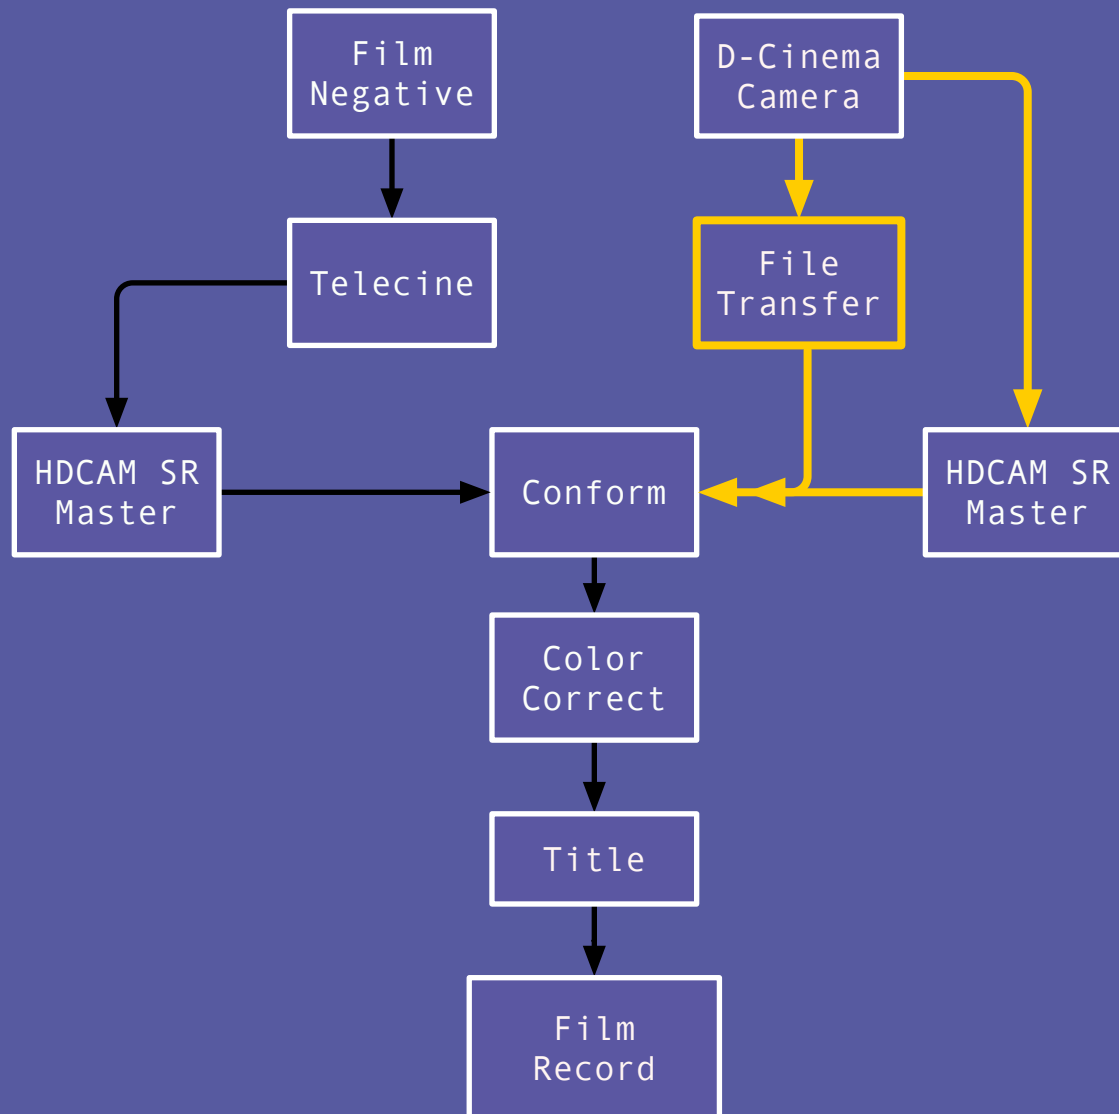 Film
Negative
D-Cinema
Camera
Telecine
File
Transfer
HDCAM SR
Master
Conform
HDCAM SR
Master
Color
Correct
Title
Film
Record